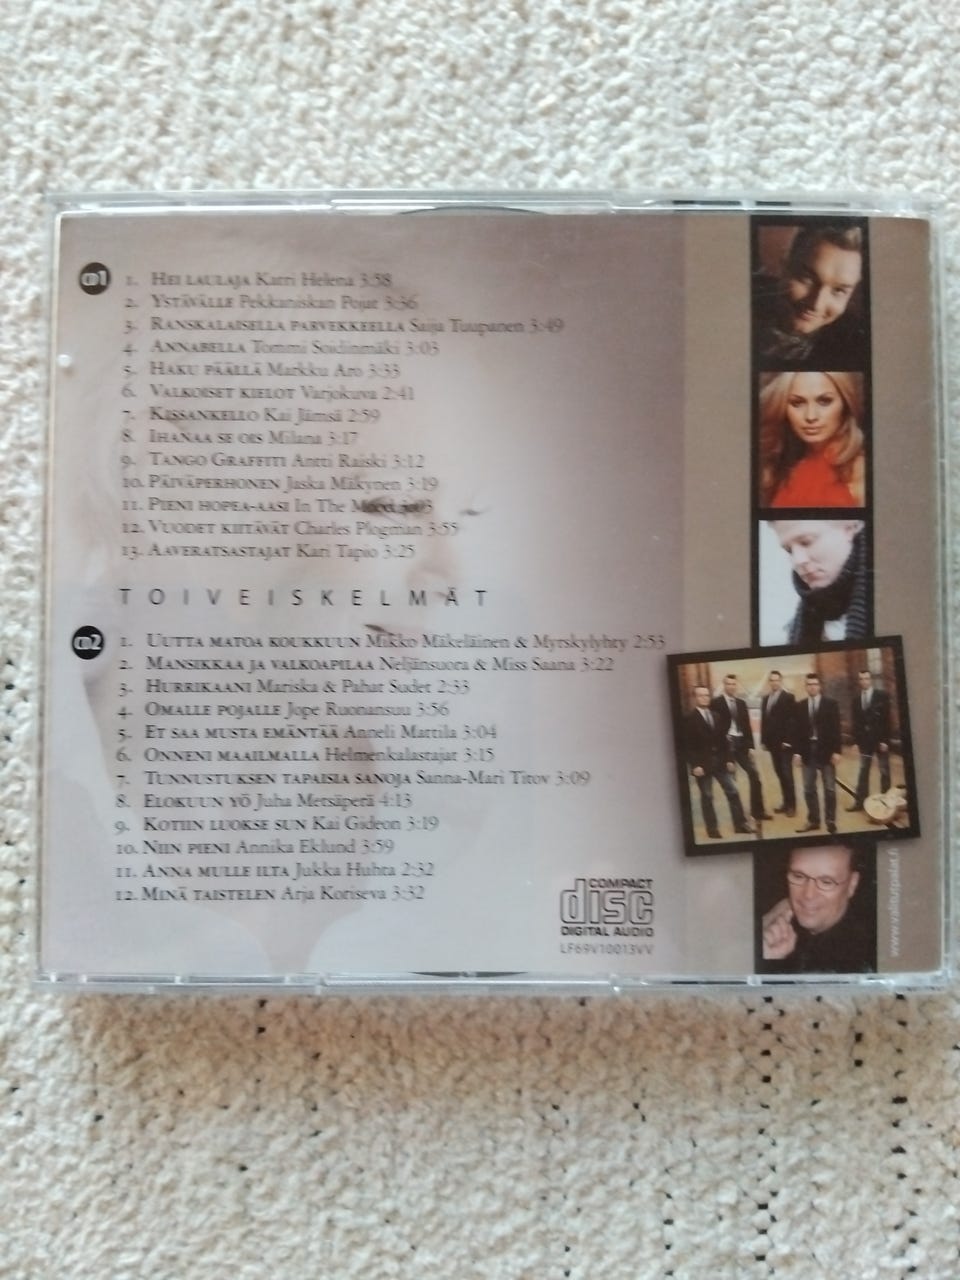 CD1
1. Hei laulaja Katri Helena 3:58
2. Ystävälle Pekkaniskan Pojat 3:36
3. Ranskalaisella parvekkeella Saija Tuupanen 3:49
4. Annabella Tommi Soidinmäki 3:03
5. Haku päällä Markku Aro 3:33
6. Valkoiset kielot Varjokuva 2:41
7. Kissankello Kai Jämsä 2:59
8. Ihanaa se ois Milana 3:17
9. Tango Graffiti Antti Raiski 3:12
10. Päiväperhonen Jaska Mäkynen 3:19
11. Pieni hopea-aasi In The Mood 3:03
12. Vuodet kiitävät Charles Plogman 3:55
13. Aaveratsastajat Kari Tapio 3:25
TOIVEISKELMÄT
CD2
1. Uutta matoa koukkuun Mikko Mäkeläinen & Myrskylyhty 2:53
2. Mansikkaa ja valkoapilaa Neljänsuora & Miss Saana 3:22
3. Hurrikaani Mariska & Pahat Sudet 2:33
4. Omalle pojalle Jope Ruonansuu 3:56
5. Et saa musta emäntää Anneli Mattila 3:04
6. Onneni maailmalla Helmenkalastajat 3:15
7. Tunnustuksen tapaisia sanoja Sanna-Mari Titov 3:09
8. Elokuun yö Juha Metsäperä 4:13
9. Kotiin luokse sun Kai Gideon 3:19
10. Niin pieni Annika Eklund 3:59
11. Anna mulle ilta Jukka Huhta 2:32
12. Minä taistelen Arja Koriseva 3:32
COMPACT
disc
DIGITAL AUDIO
LF69V10013VV
www.valitutpalat.fi